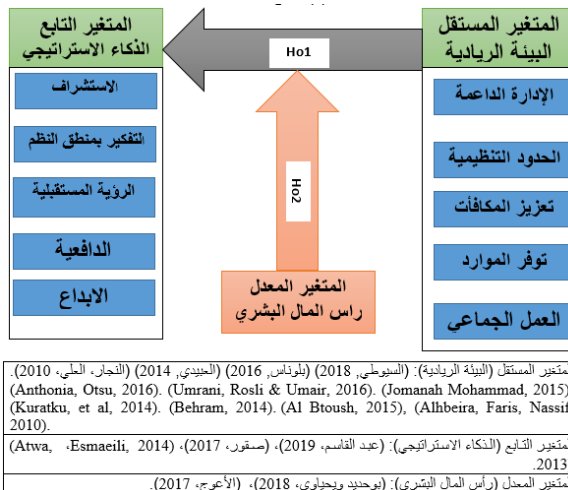 المتغير المستقل
البيئة الريادية
الإدارة الداعمة
الحدود التنظيمية
تعزيز المكافأت
توفر الموارد
العمل الجماعي
Ho1
Ho2
المتغير المعدل
راس المال البشري
المتغير التابع
الذكاء الاستراتيجي
الاستشراف
التفكير بمنطق النظم
الرؤية المستقبلية
الدافعية
الابداع
متغير المستقل (البيئة الريادية): (السيوطي, 2018) (بلوناس, 2016) (العبيدي, 2014) (النجار، العلي، 2010).
(Anthonia, Otsu, 2016). (Umrani, Rosli & Umair, 2016). (Jomanah Mohammad, 2015)
(Kuratku, et al, 2014). (Behram, 2014). (Al Btoush, 2015), (Alhbeira, Faris, Nassif
2010).
متغير التابع (الذكاء الاستراتيجي): (عبد القاسم، 2019)، (صقور، 2017)، (Atwa, ،Esmaeili, 2014)
2013.
متغير المعدل (رأس المال البشري): (بوحديد ويحياوي، 2018)، (الأعوج، 2017).